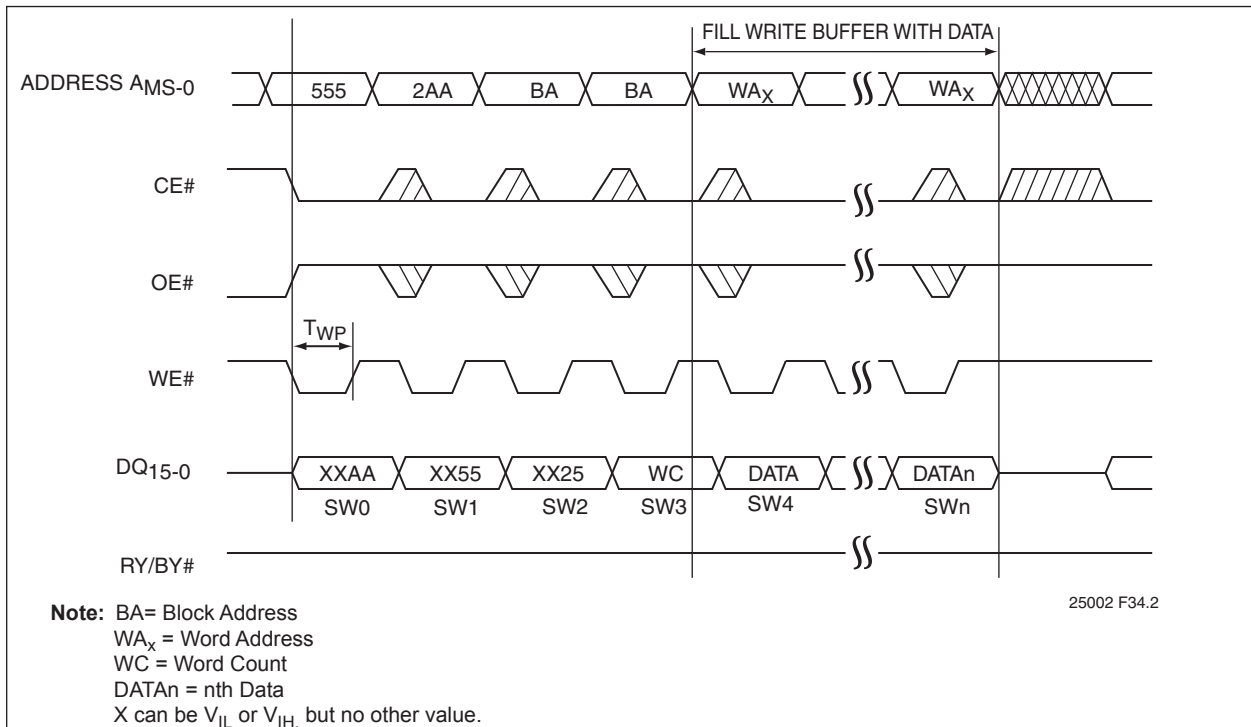 FILL WRITE BUFFER WITH DATA
ADDRESS AMS-0 555 2AA BA BA WAX WAX
CE#
OE#
TWP
WE#
DQ15-0 XXAA XX55 XX25 WC DATA DATAn
SW0 SW1 SW2 SW3 SW4 SWn
RY/BY#
25002 F34.2
Note: BA= Block Address
WAx = Word Address
WC = Word Count
DATAn = nth Data
X can be VIL or VIH, but no other value.